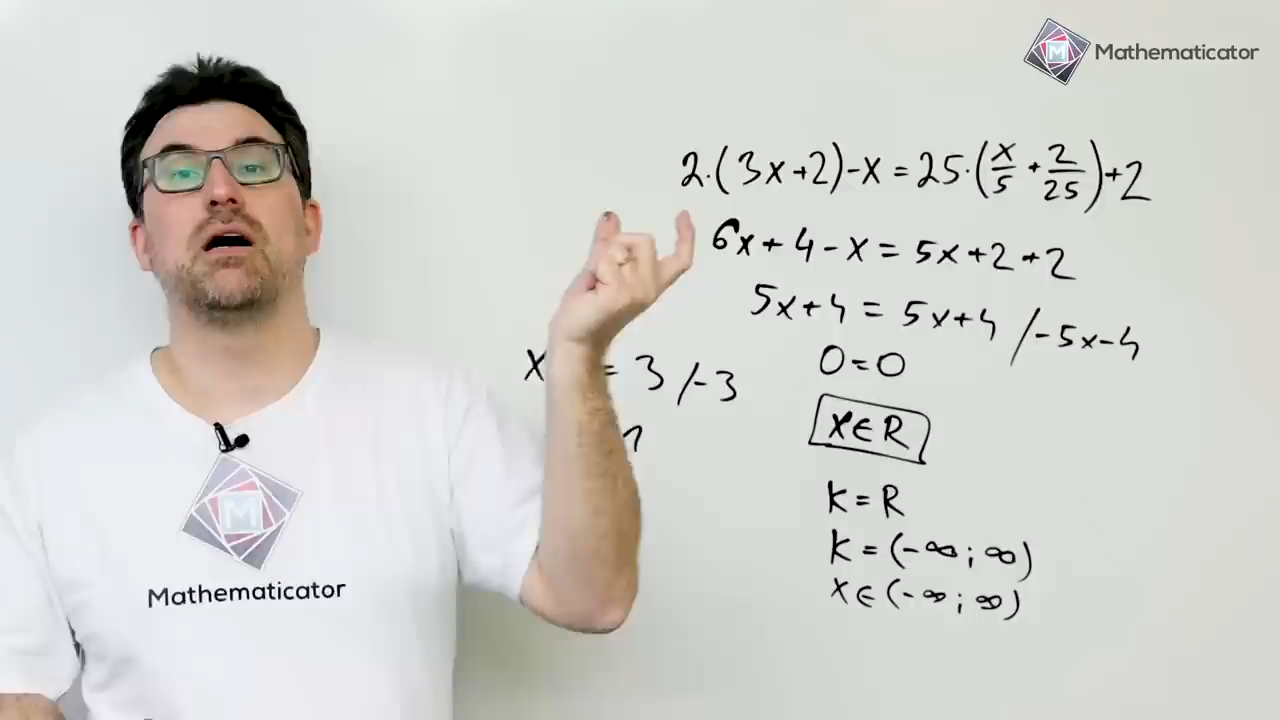 Mathematicator
2·(3x+2)-x=25·(x/5+2/25)+2
6x+4-x=5x+2+2
5x+4=5x+4 /-5x-4
0=0
x = 3 /-3
x∈R
K=R
K=(-∞;∞)
x∈(-∞;∞)
Mathematicator